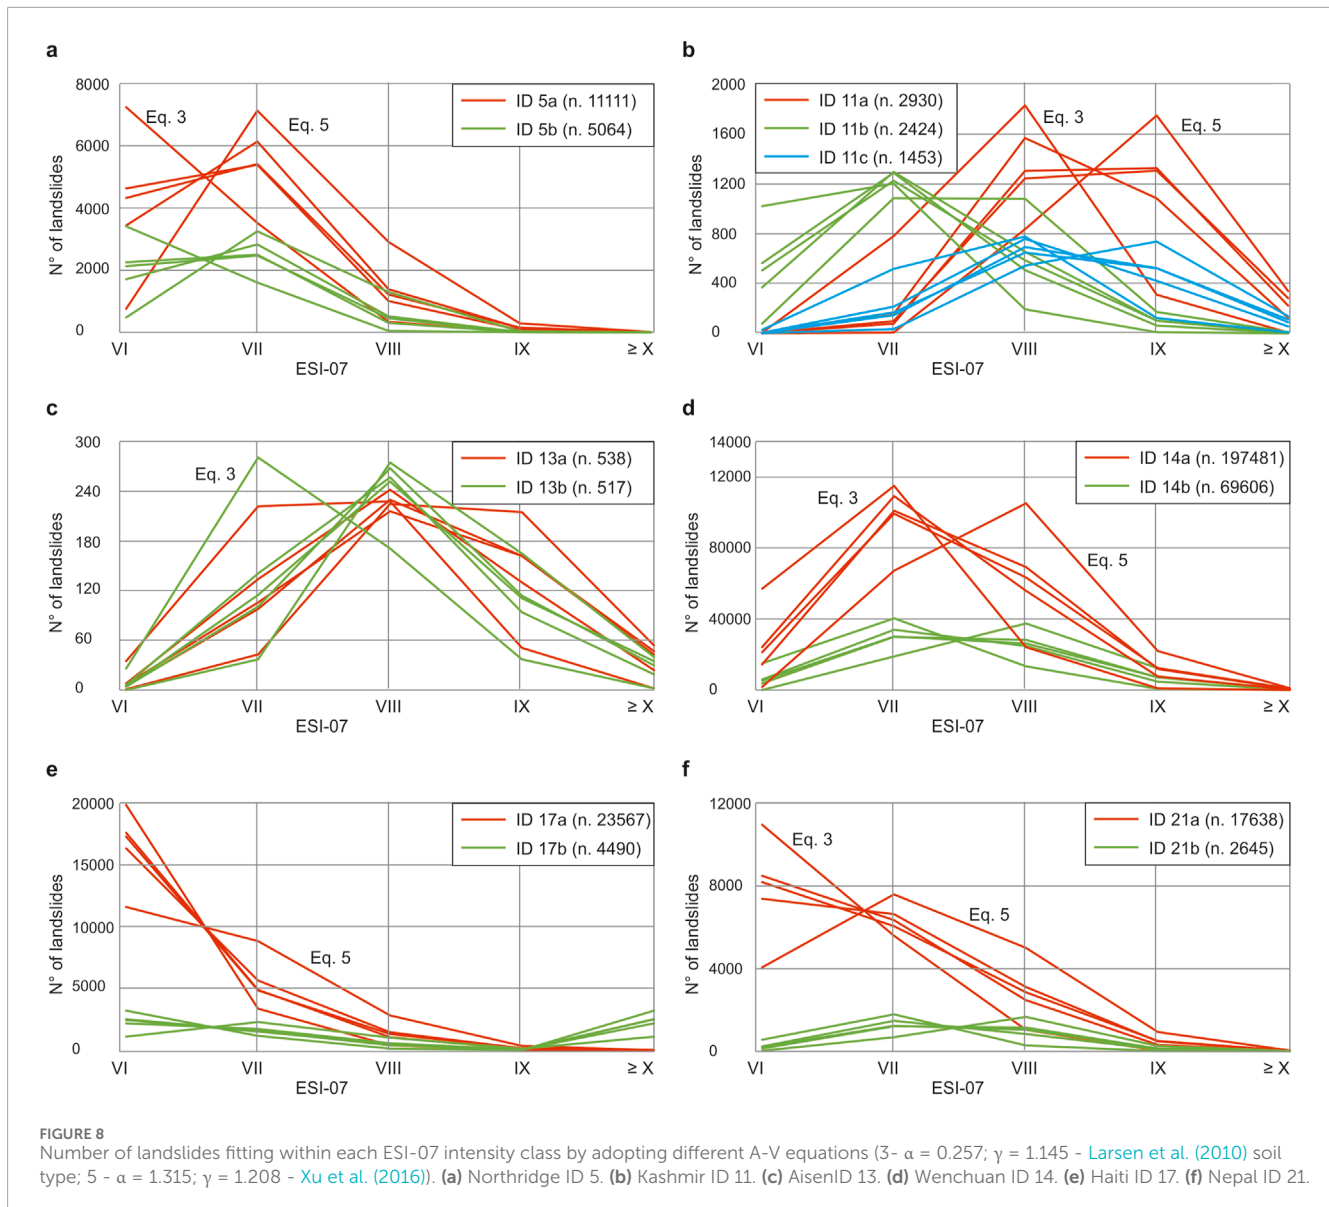 a
8000
6000
4000
2000
0
N° of landslides
Eq. 3
Eq. 5
ID 5a (n. 11111)
ID 5b (n. 5064)
VI VII VIII IX ≥ X
ESI-07
b
2000
1600
1200
800
400
0
N° of landslides
ID 11a (n. 2930)
ID 11b (n. 2424)
ID 11c (n. 1453)
Eq. 3
Eq. 5
VI VII VIII IX ≥ X
ESI-07
c
300
240
180
120
60
0
N° of landslides
Eq. 3
ID 13a (n. 538)
ID 13b (n. 517)
VI VII VIII IX ≥ X
ESI-07
d
14000
12000
80000
40000
0
N° of landslides
Eq. 3
Eq. 5
ID 14a (n. 197481)
ID 14b (n. 69606)
VI VII VIII IX ≥ X
ESI-07
e
20000
15000
10000
5000
0
N° of landslides
Eq. 5
ID 17a (n. 23567)
ID 17b (n. 4490)
VI VII VIII IX ≥ X
ESI-07
f
12000
8000
4000
0
N° of landslides
Eq. 3
Eq. 5
ID 21a (n. 17638)
ID 21b (n. 2645)
VI VII VIII IX ≥ X
ESI-07
FIGURE 8
Number of landslides fitting within each ESI-07 intensity class by adopting different A-V equations (3- α = 0.257; γ = 1.145 - Larsen et al. (2010) soil
type; 5 - α = 1.315; γ = 1.208 - Xu et al. (2016)). (a) Northridge ID 5. (b) Kashmir ID 11. (c) AisenID 13. (d) Wenchuan ID 14. (e) Haiti ID 17. (f) Nepal ID 21.